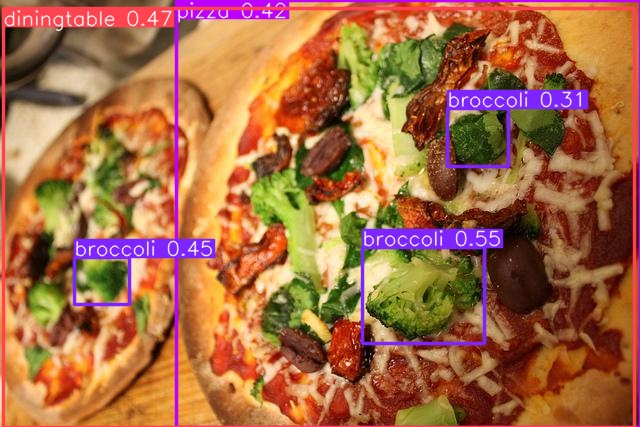 diningtable 0.47
pizza 0.42
broccoli 0.31
broccoli 0.55
broccoli 0.45